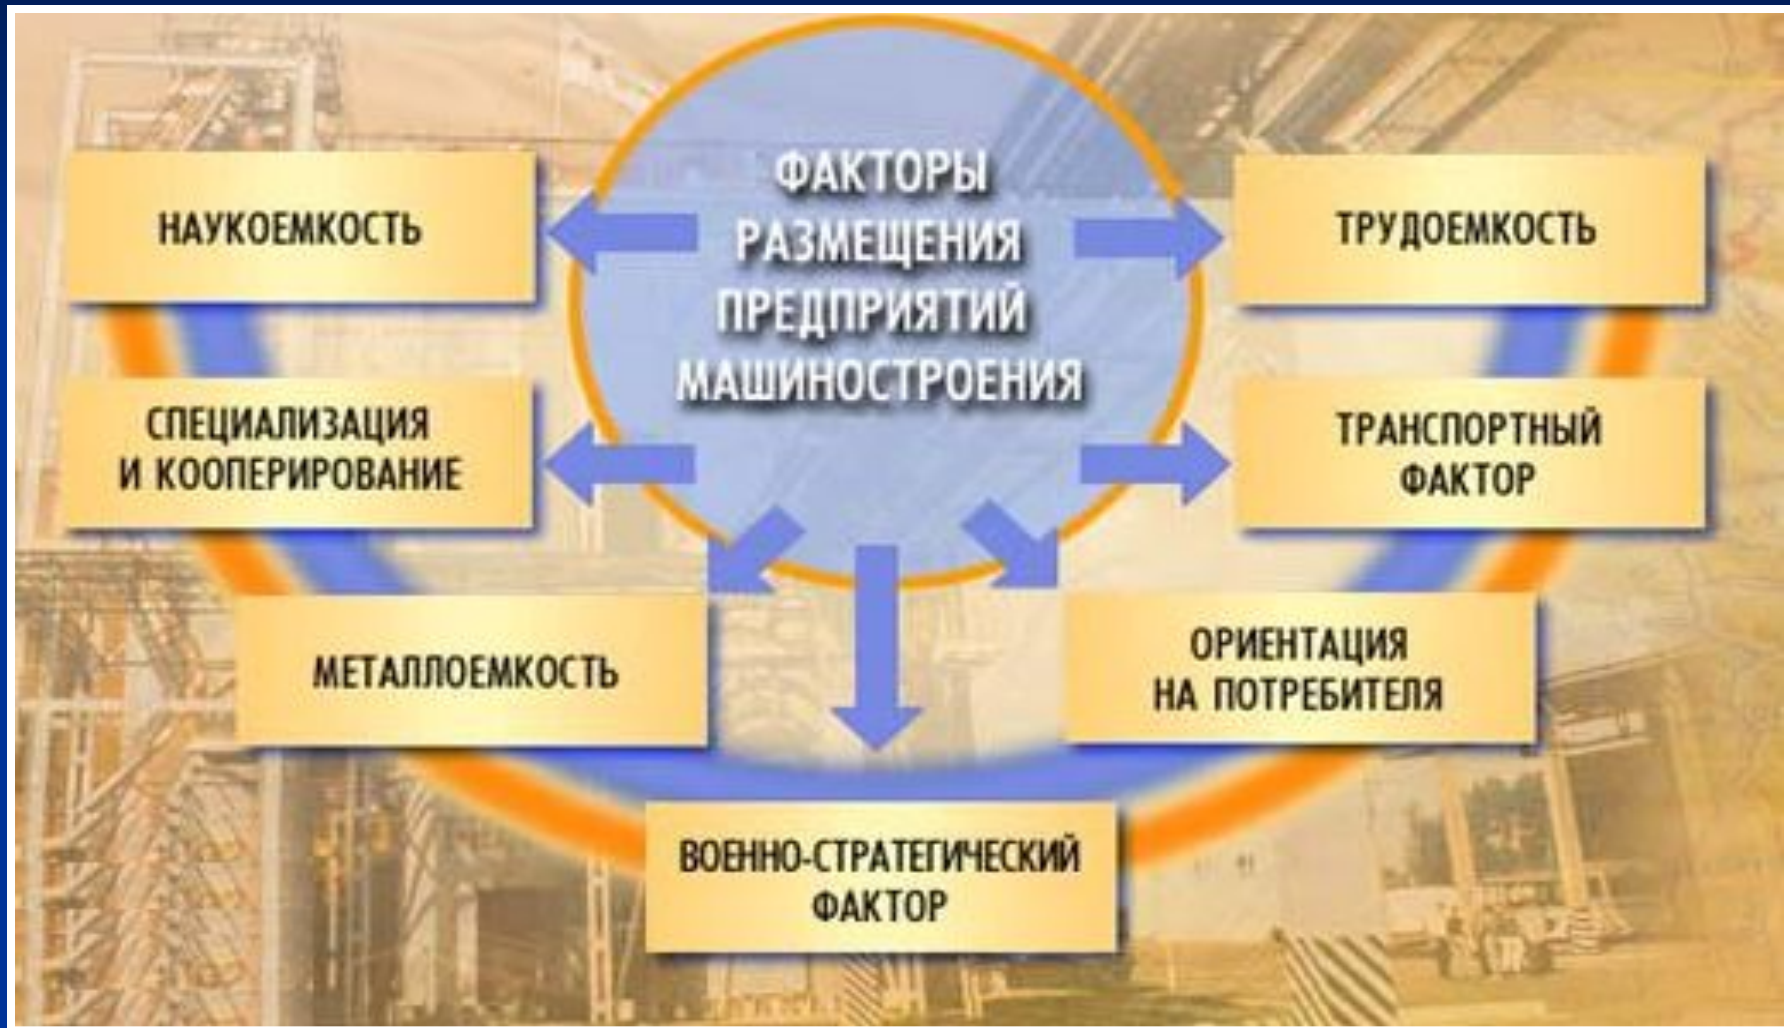 ФАКТОРЫ
РАЗМЕЩЕНИЯ
ПРЕДПРИЯТИЙ
МАШИНОСТРОЕНИЯ
НАУКОЕМКОСТЬ
ТРУДОЕМКОСТЬ
СПЕЦИАЛИЗАЦИЯ
И КООПЕРИРОВАНИЕ
ТРАНСПОРТНЫЙ
ФАКТОР
МЕТАЛЛОЕМКОСТЬ
ОРИЕНТАЦИЯ
НА ПОТРЕБИТЕЛЯ
ВОЕННО-СТРАТЕГИЧЕСКИЙ
ФАКТОР